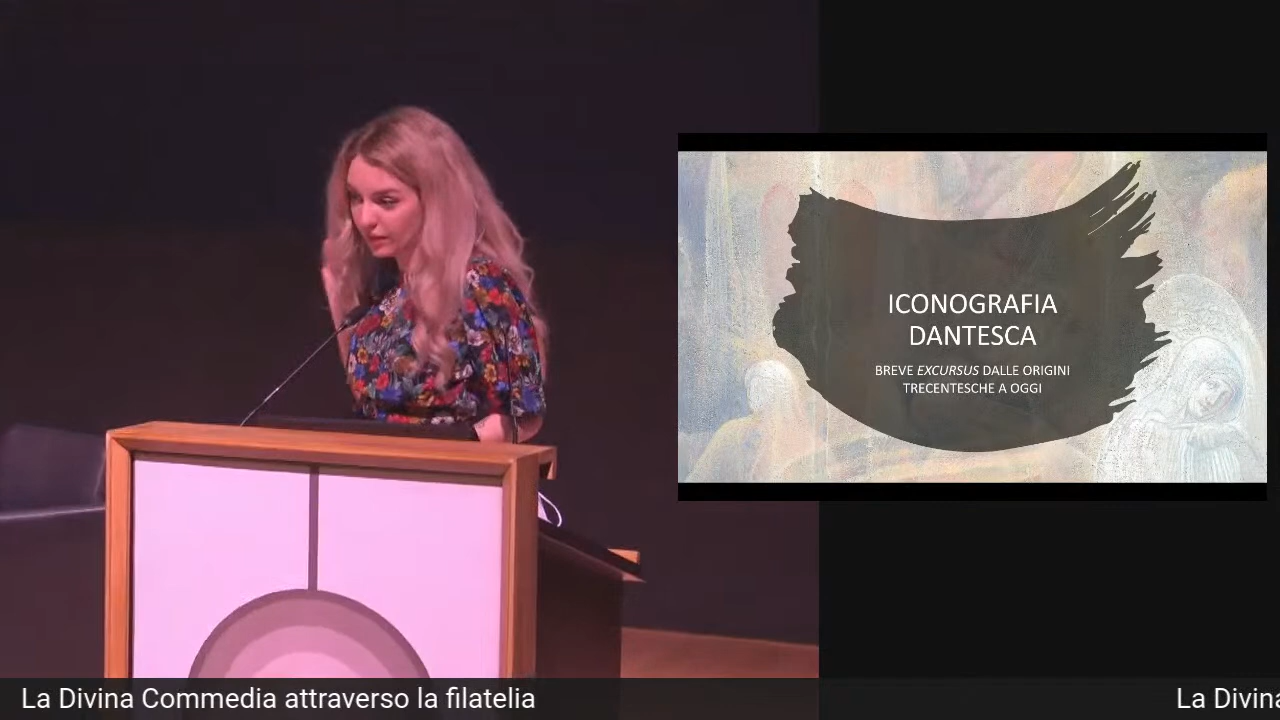 ICONOGRAFIA
DANTESCA
BREVE EXCURSUS DALLE ORIGINI
TRECENTESCHE A OGGI
La Divina Commedia attraverso la filatelia
La Divina